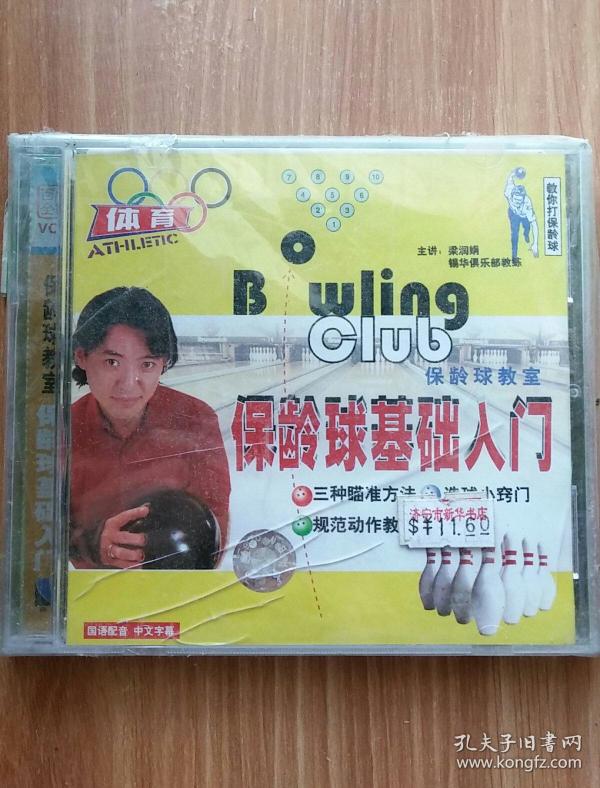 体育
ATHLETIC
7 8 9 10
4 5 6
2 3
1
教你打保龄球
主讲：梁润娟
锡华俱乐部教练
Bowling
Club
保龄球教室
保龄球基础入门
三种瞄准方法
选球小窍门
规范动作教
济宁市新华书店
$¥11.60
国语配音 中文字幕
VC
保龄球教室
保龄球基础入门
孔夫子旧书网
www.kongfz.com